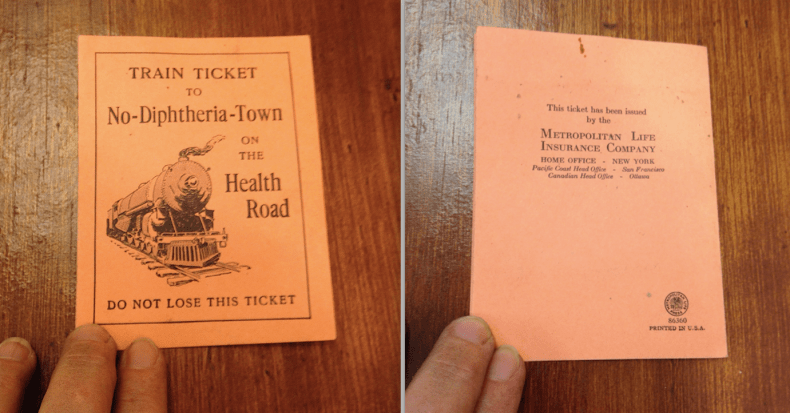 TRAIN TICKET
TO
No-Diphtheria-Town
ON
THE
Health
Road
DO NOT LOSE THIS TICKET
This ticket has been issued
by the
METROPOLITAN LIFE
INSURANCE COMPANY
HOME OFFICE - NEW YORK
Pacific Coast Head Office - San Francisco
Canadian Head Office - Ottawa
PRINTED IN U.S.A.